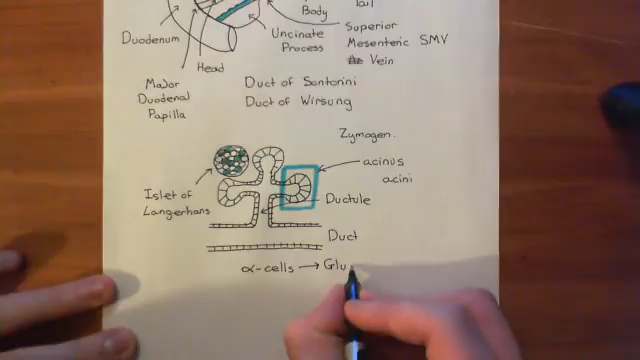 Tail
Body
Superior
Mesenteric SMV
Vein
Uncinate
Process
Duodenum
Head
Major
Duodenal
Papilla
Duct of Santorini
Duct of Wirsung
Zymogen.
acinus
acini
Islet of
Langerhans
Ductule
Duct
α-cells → Glu